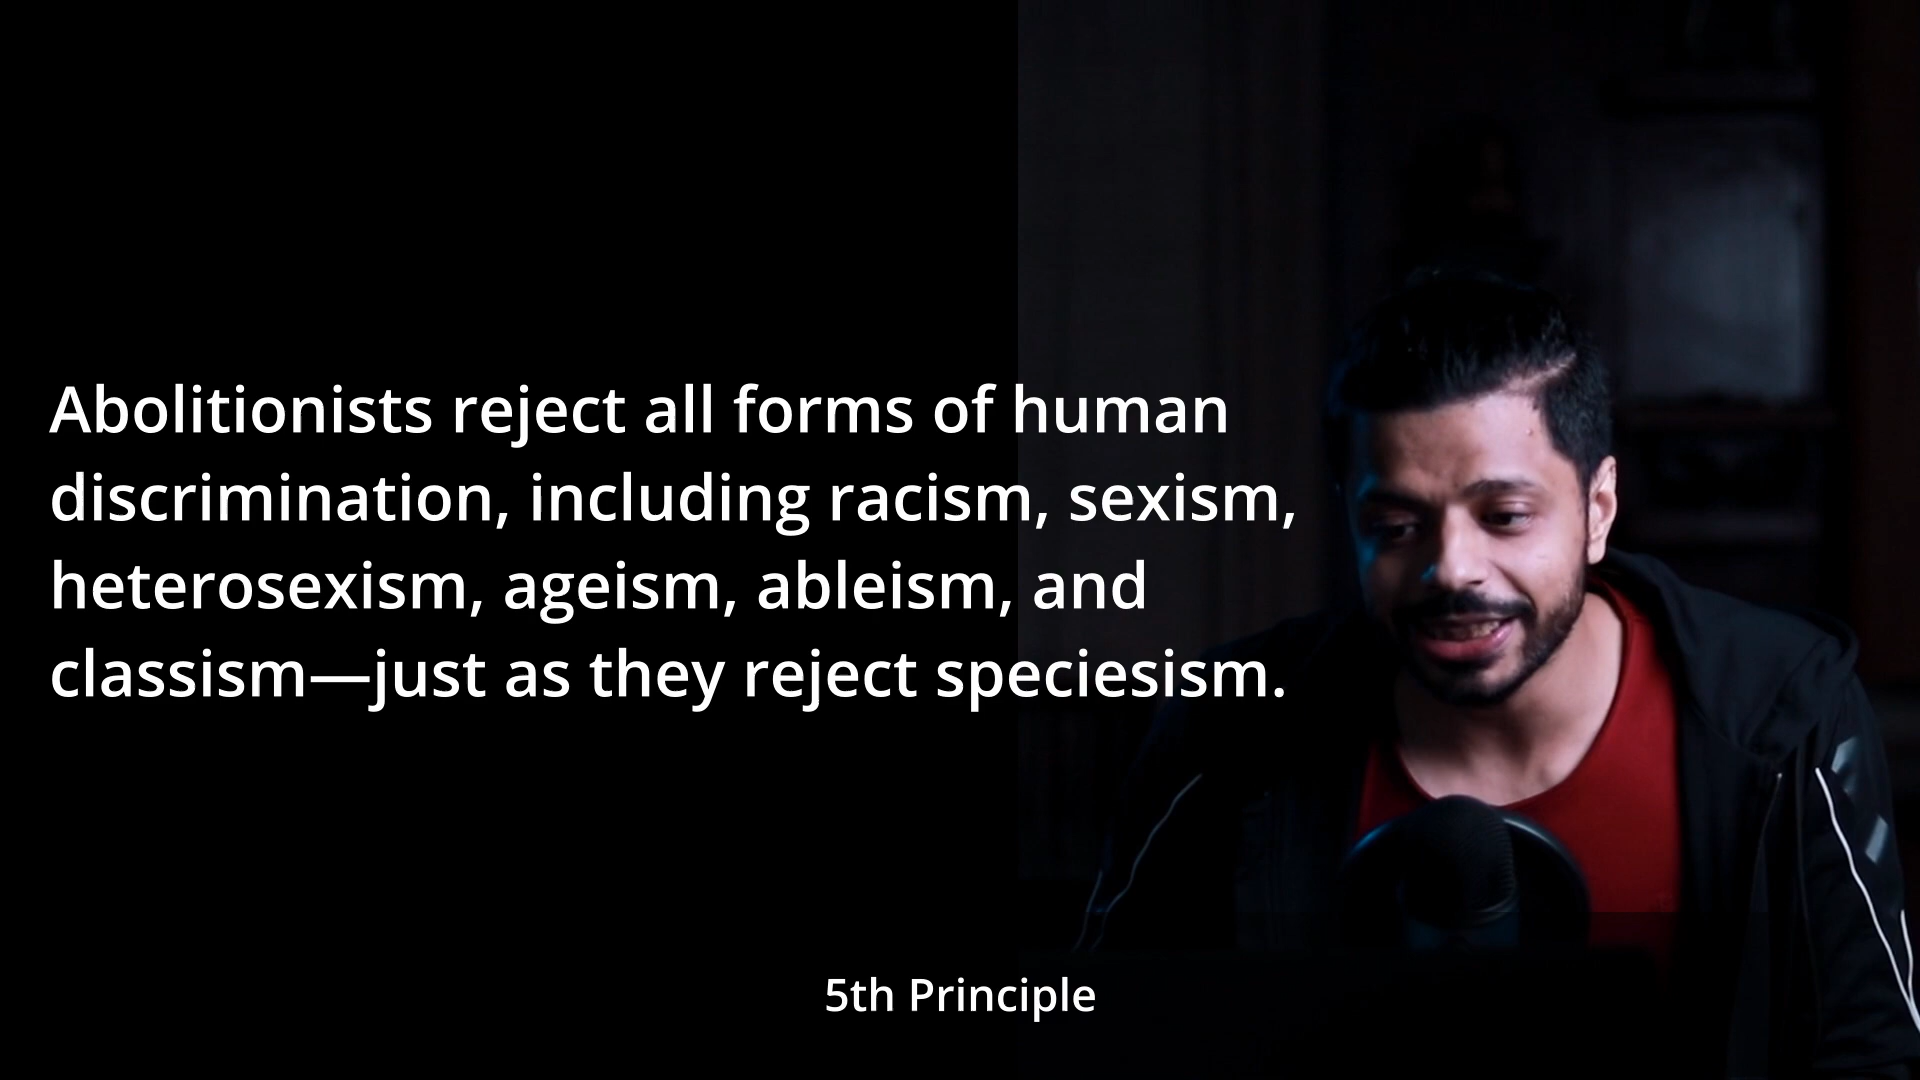 Abolitionists reject all forms of human
discrimination, including racism, sexism,
heterosexism, ageism, ableism, and
classism—just as they reject speciesism.
5th Principle